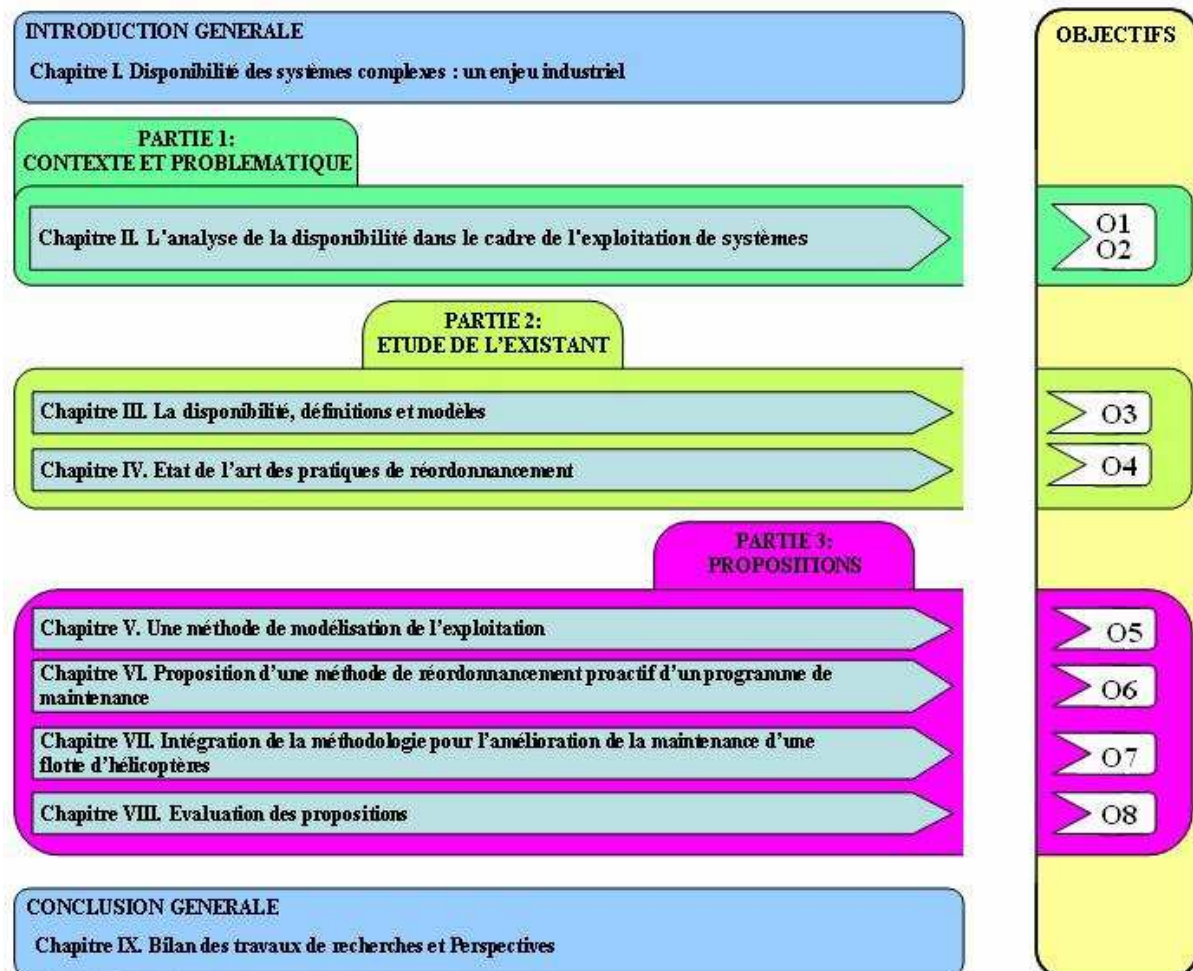 INTRODUCTION GENERALE
Chapitre I. Disponibilité des systèmes complexes : un enjeu industriel
OBJECTIFS
PARTIE 1:
CONTEXTE ET PROBLEMATIQUE
Chapitre II. L'analyse de la disponibilité dans le cadre de l'exploitation de systèmes
O1
O2
PARTIE 2:
ETUDE DE L'EXISTANT
Chapitre III. La disponibilité, définitions et modèles
O3
Chapitre IV. Etat de l'art des pratiques de réordonnancement
O4
PARTIE 3:
PROPOSITIONS
Chapitre V. Une méthode de modélisation de l'exploitation
O5
Chapitre VI. Proposition d'une méthode de réordonnancement proactif d'un programme de
maintenance
O6
Chapitre VII. Intégration de la méthodologie pour l'amélioration de la maintenance d'une
flotte d'hélicoptères
O7
Chapitre VIII. Evaluation des propositions
O8
CONCLUSION GENERALE
Chapitre IX. Bilan des travaux de recherches et Perspectives